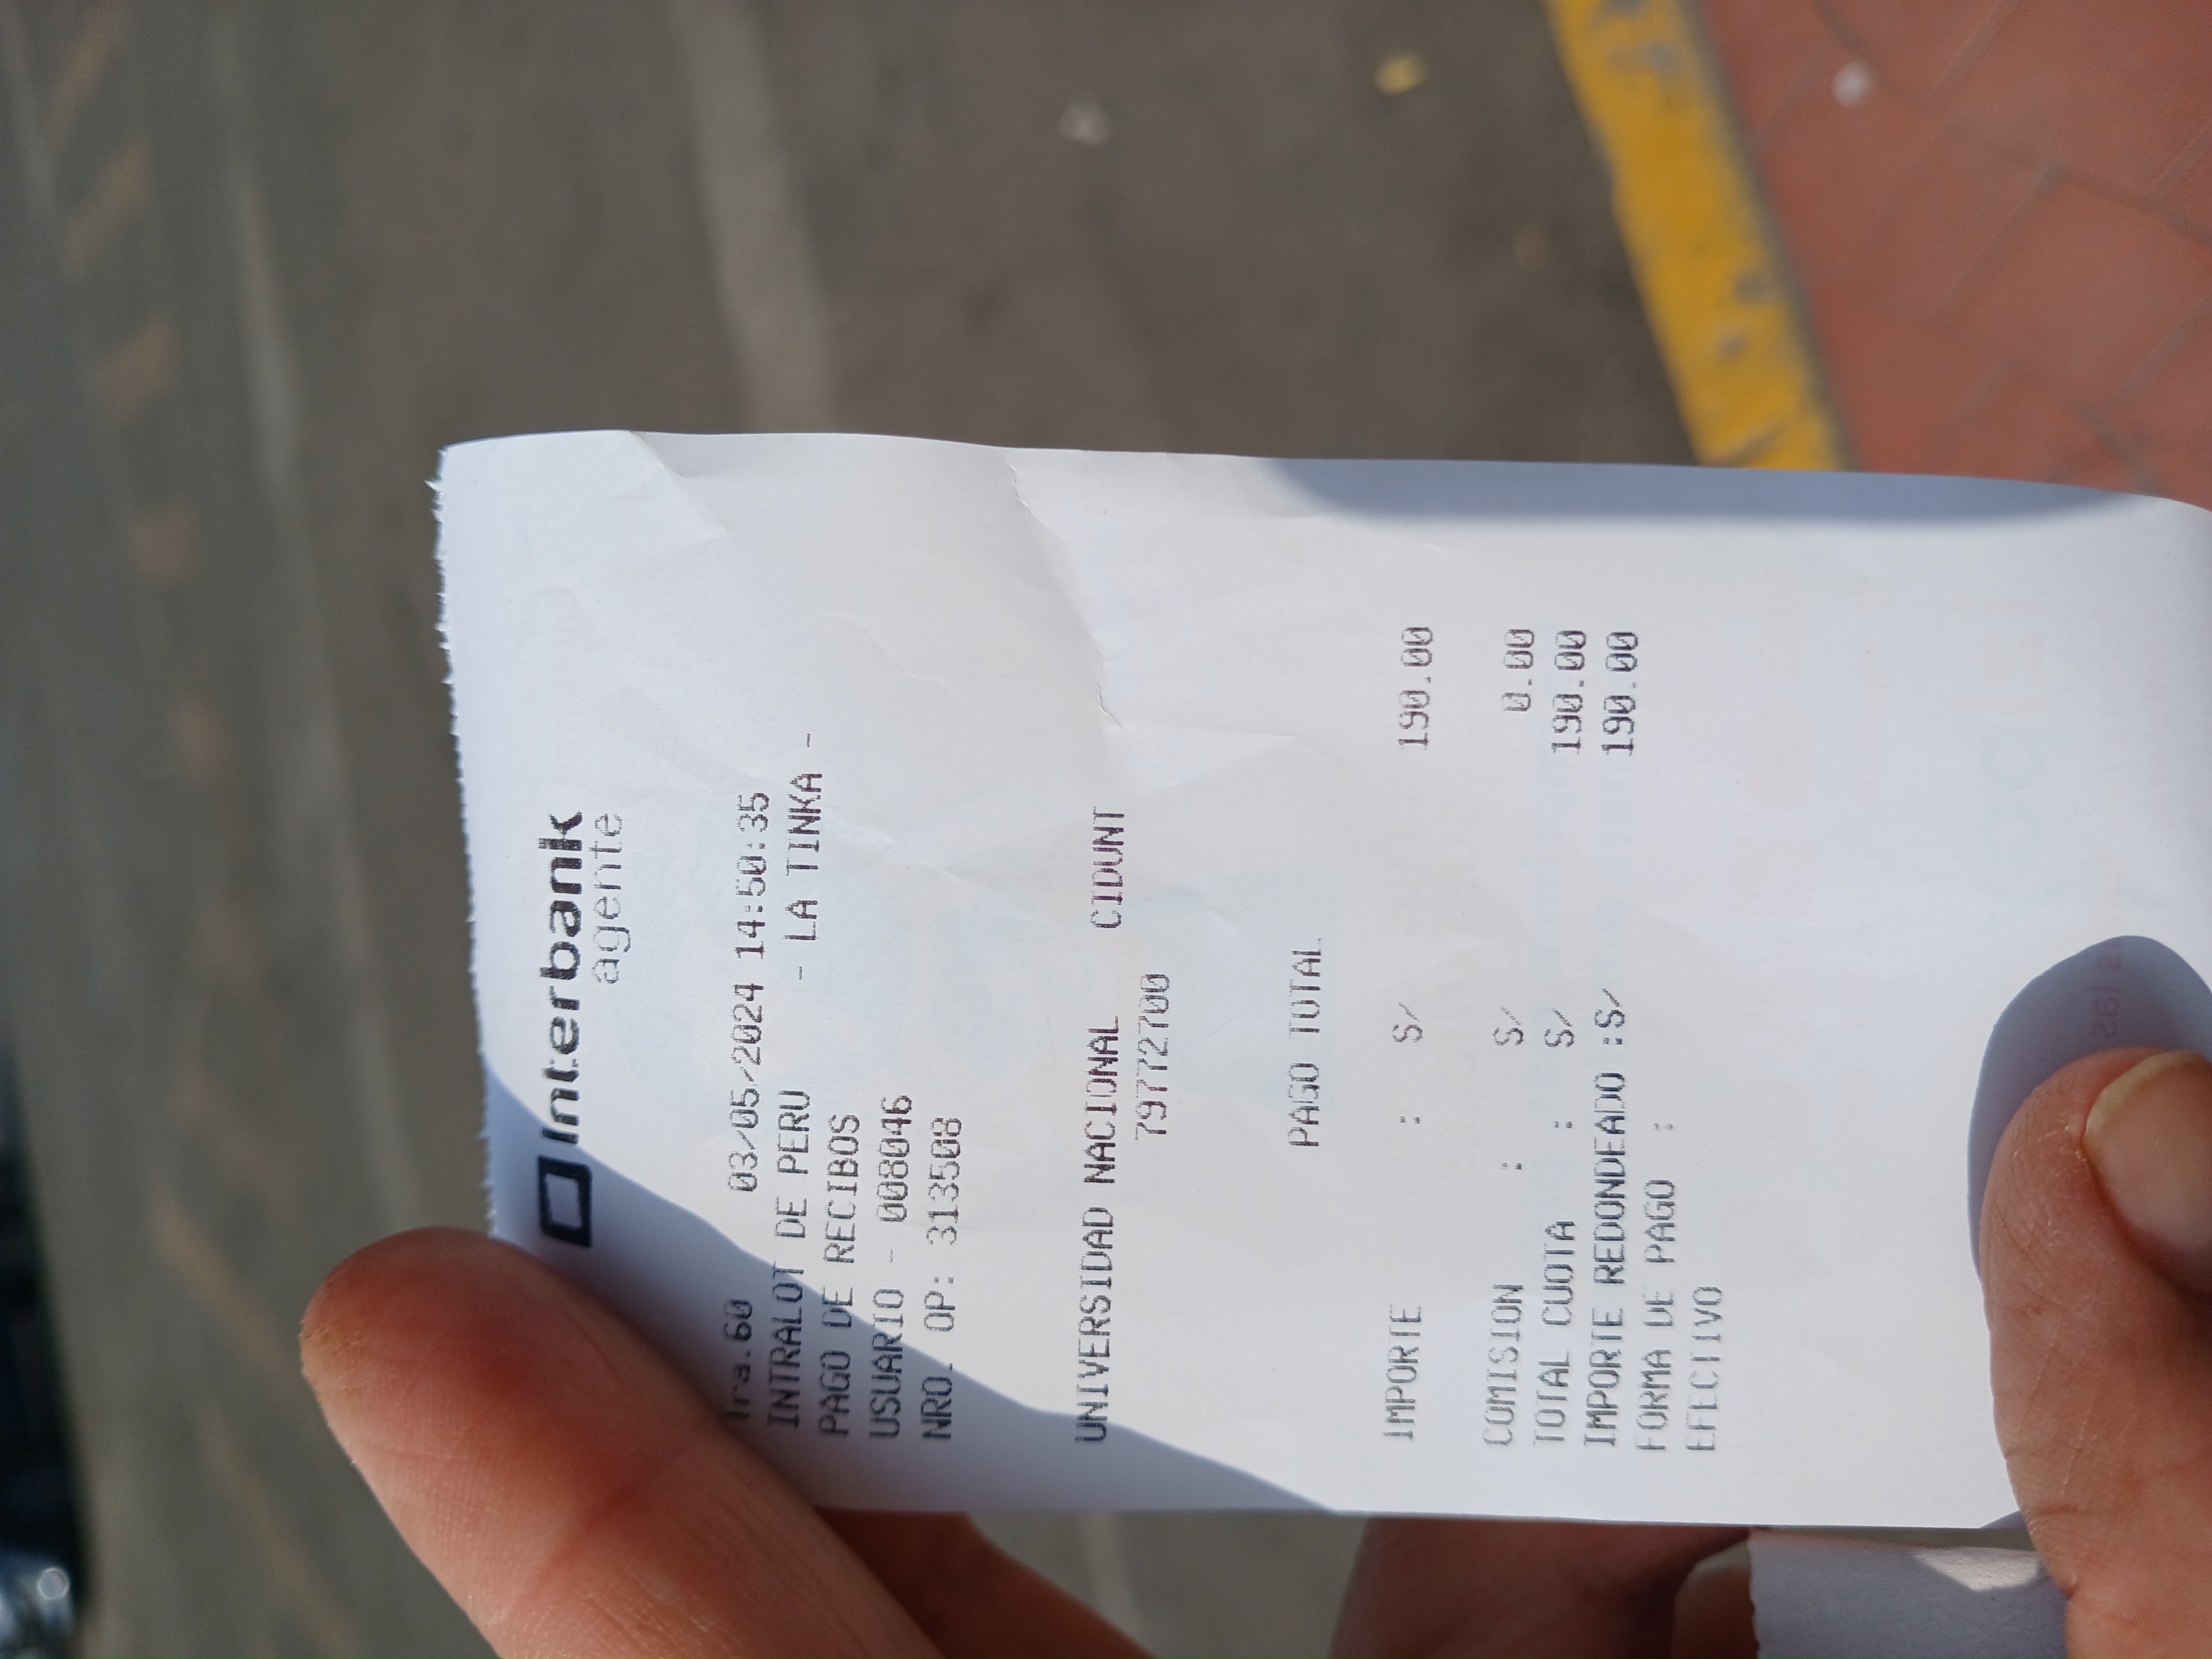 Interbank
agente
Tra.60 03/05/2024 14:50:35
INTRALOT DE PERU - LA TINKA -
PAGO DE RECIBOS
USUARIO - 008046
NRO. OP: 313508
UNIVERSIDAD NACIONAL CIDUNT
79772700
PAGO TOTAL
IMPORTE : S/ 190.00
COMISION : S/ 0.00
TOTAL CUOTA : S/ 190.00
IMPORTE REDONDEADO :S/ 190.00
FORMA DE PAGO :
EFECTIVO